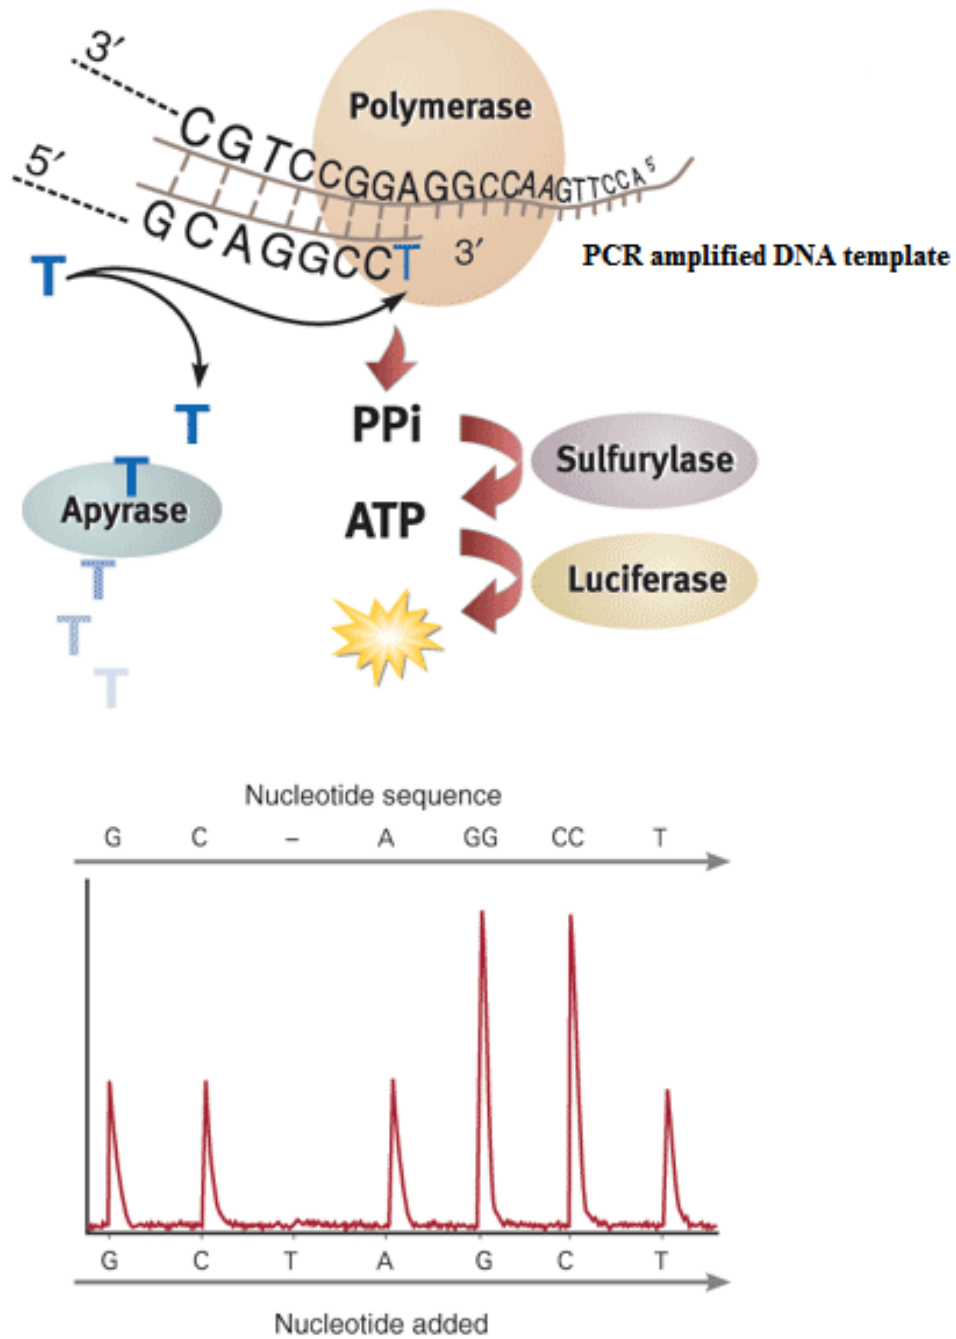 3′
Polymerase
CGTCCGGAGGCCAAGTTCCA 5′
5′
GCAGGCCT 3′
PCR amplified DNA template
T
T
PPi
T
Sulfurylase
Apyrase
ATP
T
Luciferase
T
T
Nucleotide sequence
G C – A GG CC T
G C T A G C T
Nucleotide added